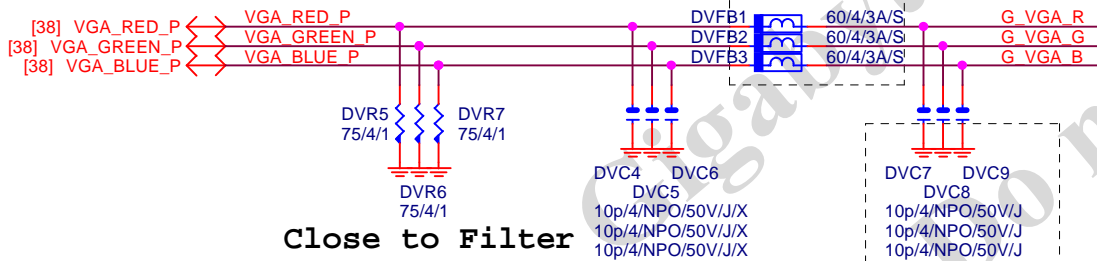 [38] VGA_RED_P VGA_RED_P DVFB1 60/4/3A/S G_VGA_R
[38] VGA_GREEN_P VGA_GREEN_P DVFB2 60/4/3A/S G_VGA_G
[38] VGA_BLUE_P VGA_BLUE_P DVFB3 60/4/3A/S G_VGA_B
DVR5 DVR7
75/4/1 75/4/1
DVR6
75/4/1
DVC4 DVC6
DVC5
10p/4/NPO/50V/J/X
10p/4/NPO/50V/J/X
10p/4/NPO/50V/J/X
DVC7 DVC9
DVC8
10p/4/NPO/50V/J
10p/4/NPO/50V/J
10p/4/NPO/50V/J
Close to Filter
Do